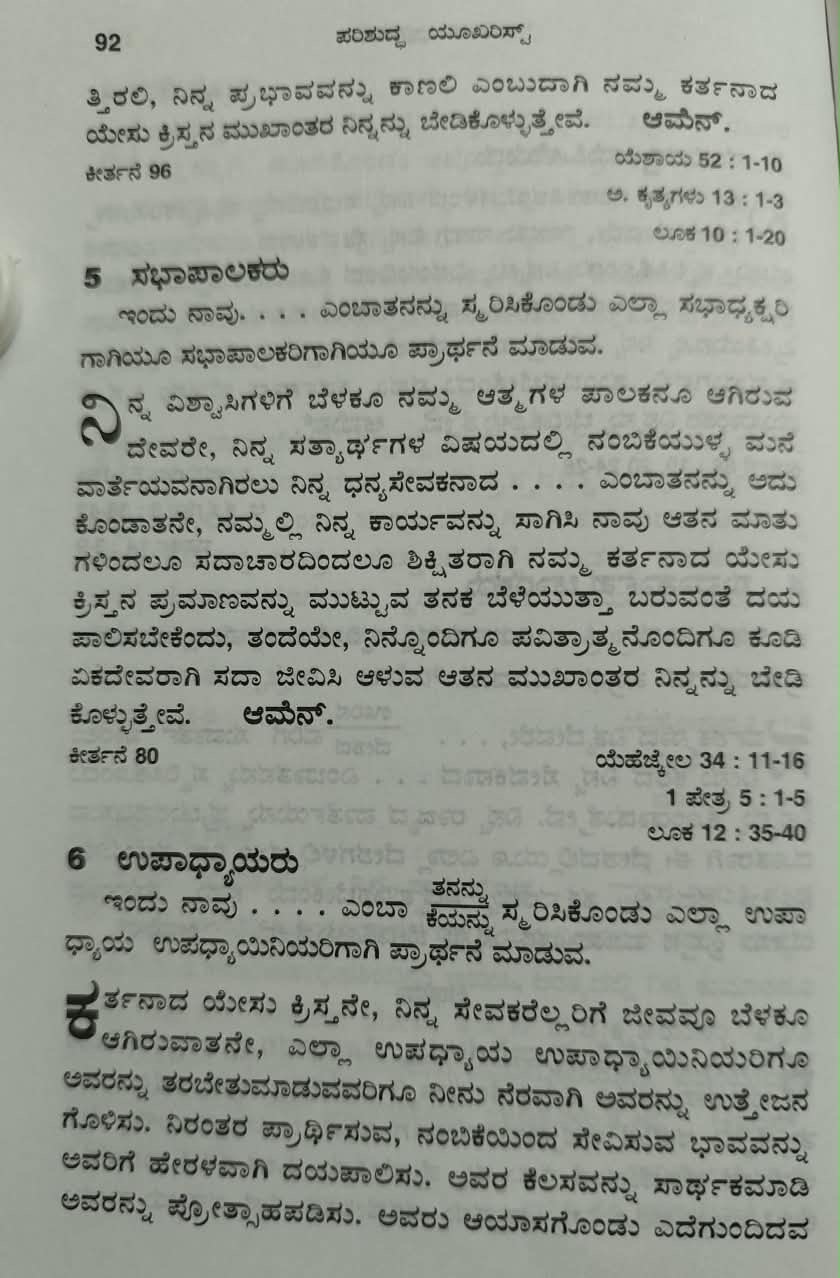 92 ಪರಿಶುದ್ಧ ಯೂಖರಿಸ್ಟ್
ತ್ತಿರಲಿ, ನಿನ್ನ ಪ್ರಭಾವವನ್ನು ಕಾಣಲಿ ಎಂಬುದಾಗಿ ನಮ್ಮ ಕರ್ತನಾದ
ಯೇಸು ಕ್ರಿಸ್ತನ ಮುಖಾಂತರ ನಿನ್ನನ್ನು ಬೇಡಿಕೊಳ್ಳುತ್ತೇವೆ. ಆಮೆನ್.
ಕೀರ್ತನೆ 96 ಯೆಶಾಯ 52 : 1-10
ಅ. ಕೃತ್ಯಗಳು 13 : 1-3
ಲೂಕ 10 : 1-20
5 ಸಭಾಪಾಲಕರು
ಇಂದು ನಾವು. . . . ಎಂಬಾತನನ್ನು ಸ್ಮರಿಸಿಕೊಂಡು ಎಲ್ಲಾ ಸಭಾಧ್ಯಕ್ಷರಿ
ಗಾಗಿಯೂ ಸಭಾಪಾಲಕರಿಗಾಗಿಯೂ ಪ್ರಾರ್ಥನೆ ಮಾಡುವ.
ನಿನ್ನ ವಿಶ್ವಾಸಿಗಳಿಗೆ ಬೆಳಕೂ ನಮ್ಮ ಆತ್ಮಗಳ ಪಾಲಕನೂ ಆಗಿರುವ
ದೇವರೇ, ನಿನ್ನ ಸತ್ಯಾರ್ಥಗಳ ವಿಷಯದಲ್ಲಿ ನಂಬಿಕೆಯುಳ್ಳ ಮನೆ
ವಾರ್ತೆಯವನಾಗಿರಲು ನಿನ್ನ ಧನ್ಯಸೇವಕನಾದ . . . . ಎಂಬಾತನನ್ನು ಅದು
ಕೊಂಡಾತನೇ, ನಮ್ಮಲ್ಲಿ ನಿನ್ನ ಕಾರ್ಯವನ್ನು ಸಾಗಿಸಿ ನಾವು ಆತನ ಮಾತು
ಗಳಿಂದಲೂ ಸದಾಚಾರದಿಂದಲೂ ಶಿಕ್ಷಿತರಾಗಿ ನಮ್ಮ ಕರ್ತನಾದ ಯೇಸು
ಕ್ರಿಸ್ತನ ಪ್ರಮಾಣವನ್ನು ಮುಟ್ಟುವ ತನಕ ಬೆಳೆಯುತ್ತಾ ಬರುವಂತೆ ದಯ
ಪಾಲಿಸಬೇಕೆಂದು, ತಂದೆಯೇ, ನಿನ್ನೊಂದಿಗೂ ಪವಿತ್ರಾತ್ಮನೊಂದಿಗೂ ಕೂಡಿ
ಏಕದೇವರಾಗಿ ಸದಾ ಜೀವಿಸಿ ಆಳುವ ಆತನ ಮುಖಾಂತರ ನಿನ್ನನ್ನು ಬೇಡಿ
ಕೊಳ್ಳುತ್ತೇವೆ. ಆಮೆನ್.
ಕೀರ್ತನೆ 80 ಯೆಹೆಜ್ಕೇಲ 34 : 11-16
1 ಪೇತ್ರ 5 : 1-5
ಲೂಕ 12 : 35-40
6 ಉಪಾಧ್ಯಾಯರು
ಇಂದು ನಾವು . . . . ಎಂಬಾ ತನನ್ನು / ಕೆಯನ್ನು ಸ್ಮರಿಸಿಕೊಂಡು ಎಲ್ಲಾ ಉಪಾ
ಧ್ಯಾಯ ಉಪಧ್ಯಾಯಿನಿಯರಿಗಾಗಿ ಪ್ರಾರ್ಥನೆ ಮಾಡುವ.
ಕರ್ತನಾದ ಯೇಸು ಕ್ರಿಸ್ತನೇ, ನಿನ್ನ ಸೇವಕರೆಲ್ಲರಿಗೆ ಜೀವವೂ ಬೆಳಕೂ
ಆಗಿರುವಾತನೇ, ಎಲ್ಲಾ ಉಪಧ್ಯಾಯ ಉಪಾಧ್ಯಾಯಿನಿಯರಿಗೂ
ಅವರನ್ನು ತರಬೇತುಮಾಡುವವರಿಗೂ ನೀನು ನೆರವಾಗಿ ಅವರನ್ನು ಉತ್ತೇಜನ
ಗೊಳಿಸು. ನಿರಂತರ ಪ್ರಾರ್ಥಿಸುವ, ನಂಬಿಕೆಯಿಂದ ಸೇವಿಸುವ ಭಾವವನ್ನು
ಅವರಿಗೆ ಹೇರಳವಾಗಿ ದಯಪಾಲಿಸು. ಅವರ ಕೆಲಸವನ್ನು ಸಾರ್ಥಕಮಾಡಿ
ಅವರನ್ನು ಪ್ರೋತ್ಸಾಹಪಡಿಸು. ಅವರು ಆಯಾಸಗೊಂಡು ಎದೆಗುಂದಿದವ